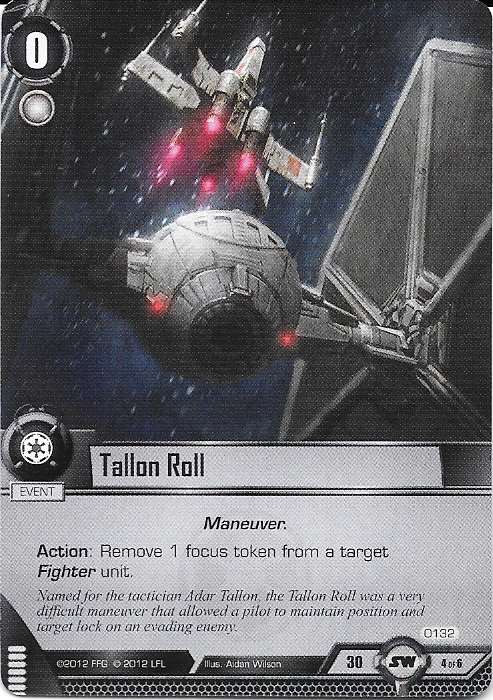 0
Tallon Roll
EVENT
Maneuver.
Action: Remove 1 focus token from a target
Fighter unit.
Named for the tactician Adar Tallon, the Tallon Roll was a very
difficult maneuver that allowed a pilot to maintain position and
target lock on an evading enemy.
0132
©2012 FFG © 2012 LFL Illus. Aidan Wilson 30 SW 4 of 6